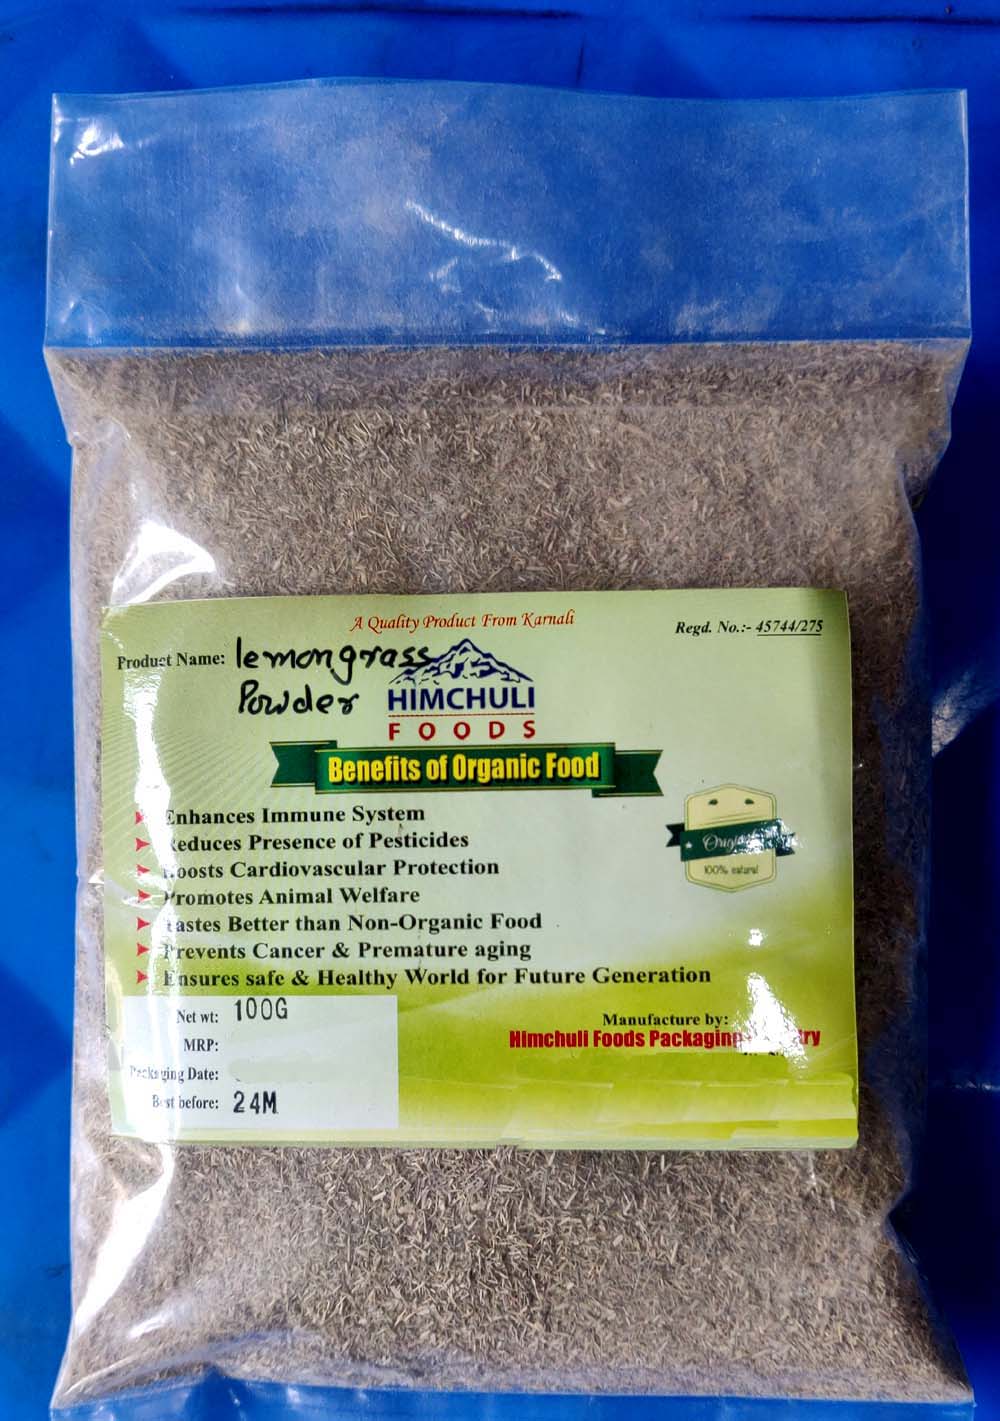 A Quality Product From Karnali
Regd. No.:- 45744/275
Product Name: lemongrass
Powder
HIMCHULI
FOODS
Benefits of Organic Food
Enhances Immune System
Reduces Presence of Pesticides
Boosts Cardiovascular Protection
Promotes Animal Welfare
Tastes Better than Non-Organic Food
Prevents Cancer & Premature aging
Ensures safe & Healthy World for Future Generation
Original
100% natural
Net wt: 100G
MRP:
Packaging Date:
Best before: 24M
Manufacture by:
Himchuli Foods Packaging